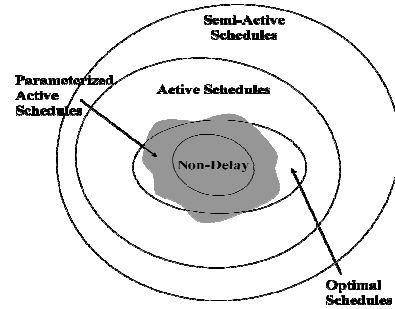 Semi-Active
Schedules
Parameterized
Active
Schedules
Active Schedules
Non-Delay
Optimal
Schedules